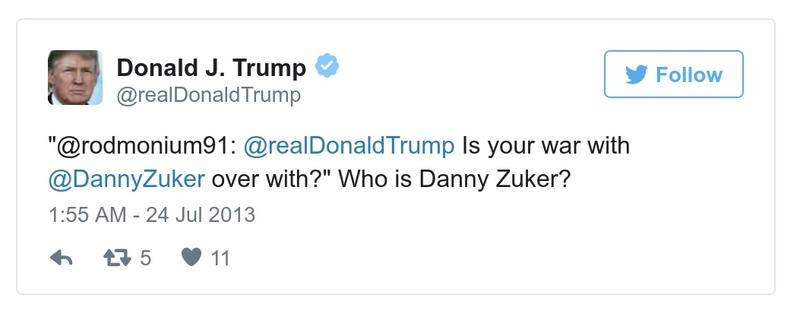 Donald J. Trump
@realDonaldTrump
Follow
"@rodmonium91: @realDonaldTrump Is your war with
@DannyZuker over with?" Who is Danny Zuker?
1:55 AM - 24 Jul 2013
5 11